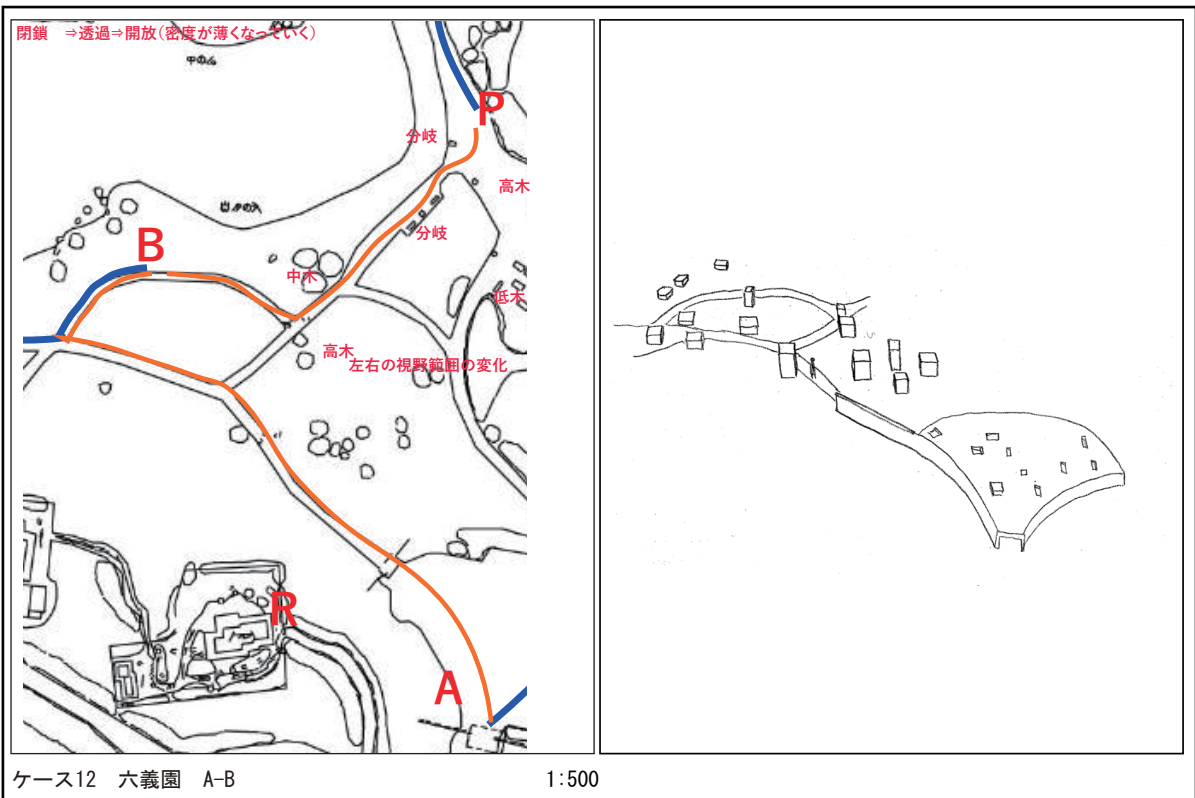 閉鎖　⇒透過⇒開放(密度が薄くなっていく)
P
分岐
高木
分岐
B
中木
低木
高木
左右の視野範囲の変化
R
A
ケース12　六義園　A-B
1:500